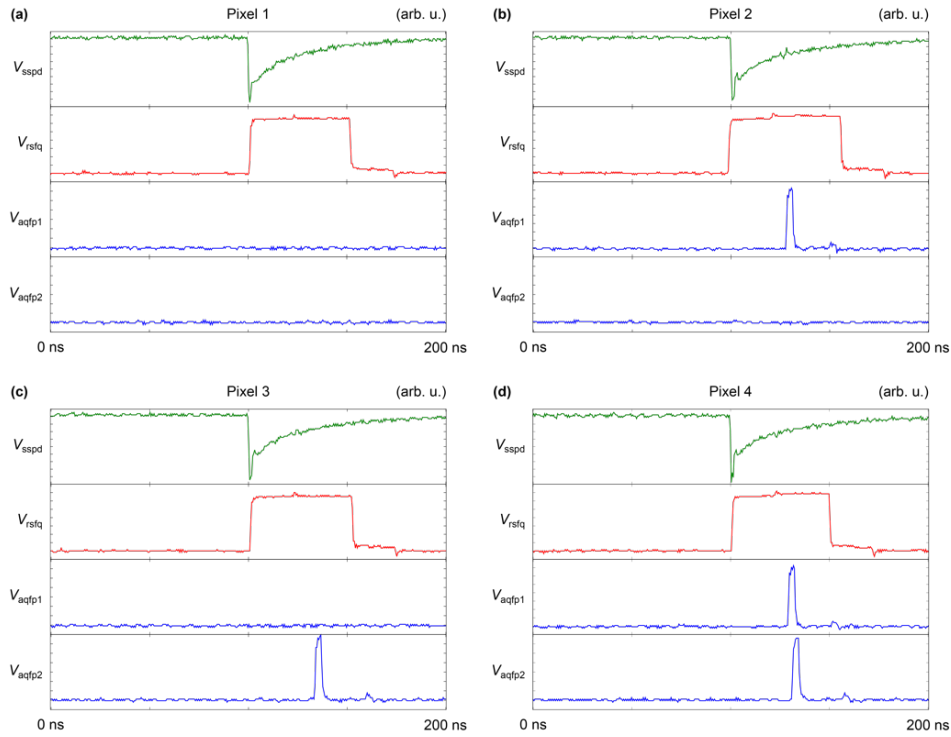 (a) Pixel 1 (arb. u.)
Vsspd
Vrsfq
Vaqfp1
Vaqfp2
0 ns 200 ns
(b) Pixel 2 (arb. u.)
Vsspd
Vrsfq
Vaqfp1
Vaqfp2
0 ns 200 ns
(c) Pixel 3 (arb. u.)
Vsspd
Vrsfq
Vaqfp1
Vaqfp2
0 ns 200 ns
(d) Pixel 4 (arb. u.)
Vsspd
Vrsfq
Vaqfp1
Vaqfp2
0 ns 200 ns